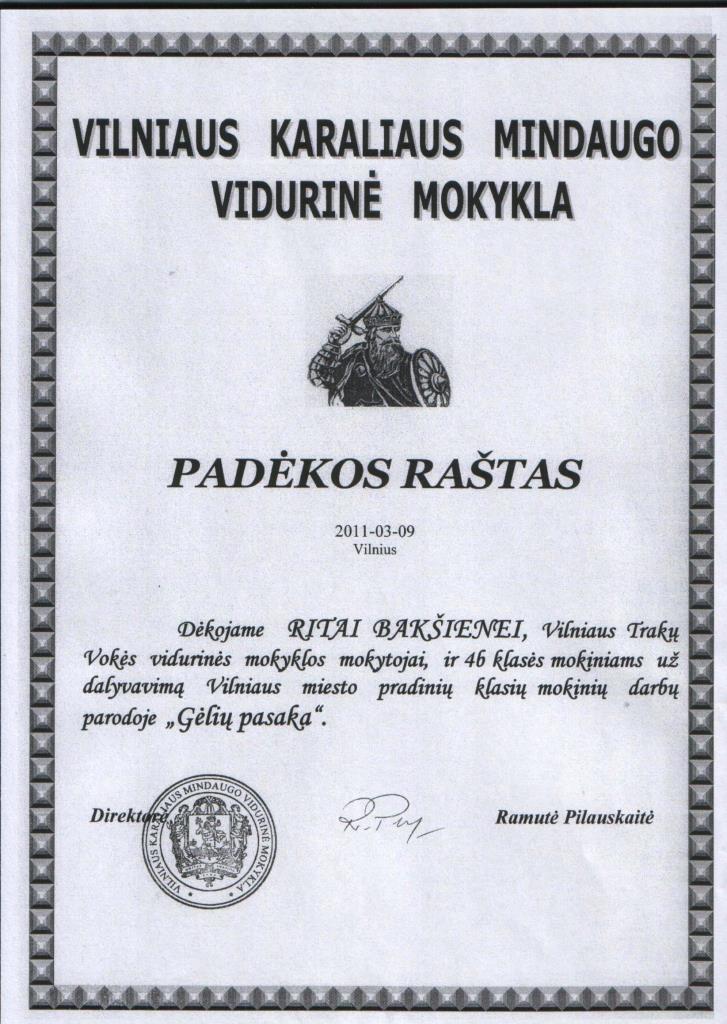 VILNIAUS KARALIAUS MINDAUGO
VIDURINĖ MOKYKLA
PADĖKOS RAŠTAS
2011-03-09
Vilnius
Dėkojame RITAI BAKŠIENEI, Vilniaus Trakų
Vokės vidurinės mokyklos mokytojai, ir 4b klasės mokiniams už
dalyvavimą Vilniaus miesto pradinių klasių mokinių darbų
parodoje „Gėlių pasaka“.
Direktorė
Ramutė Pilauskaitė
VILNIAUS KARALIAUS MINDAUGO VIDURINĖ MOKYKLA